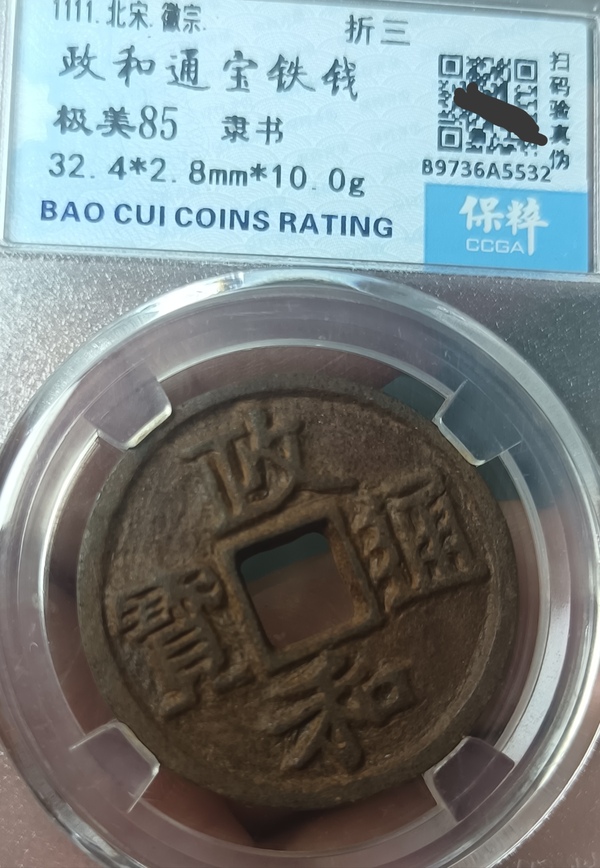 1111. 北宋. 徽宗.
折三
政和通宝铁钱
极美85 隶书
32.4*2.8mm*10.0g
BAO CUI COINS RATING
扫码验真伪
B9736A5532
保粹
CCGA
政
通
寶
和